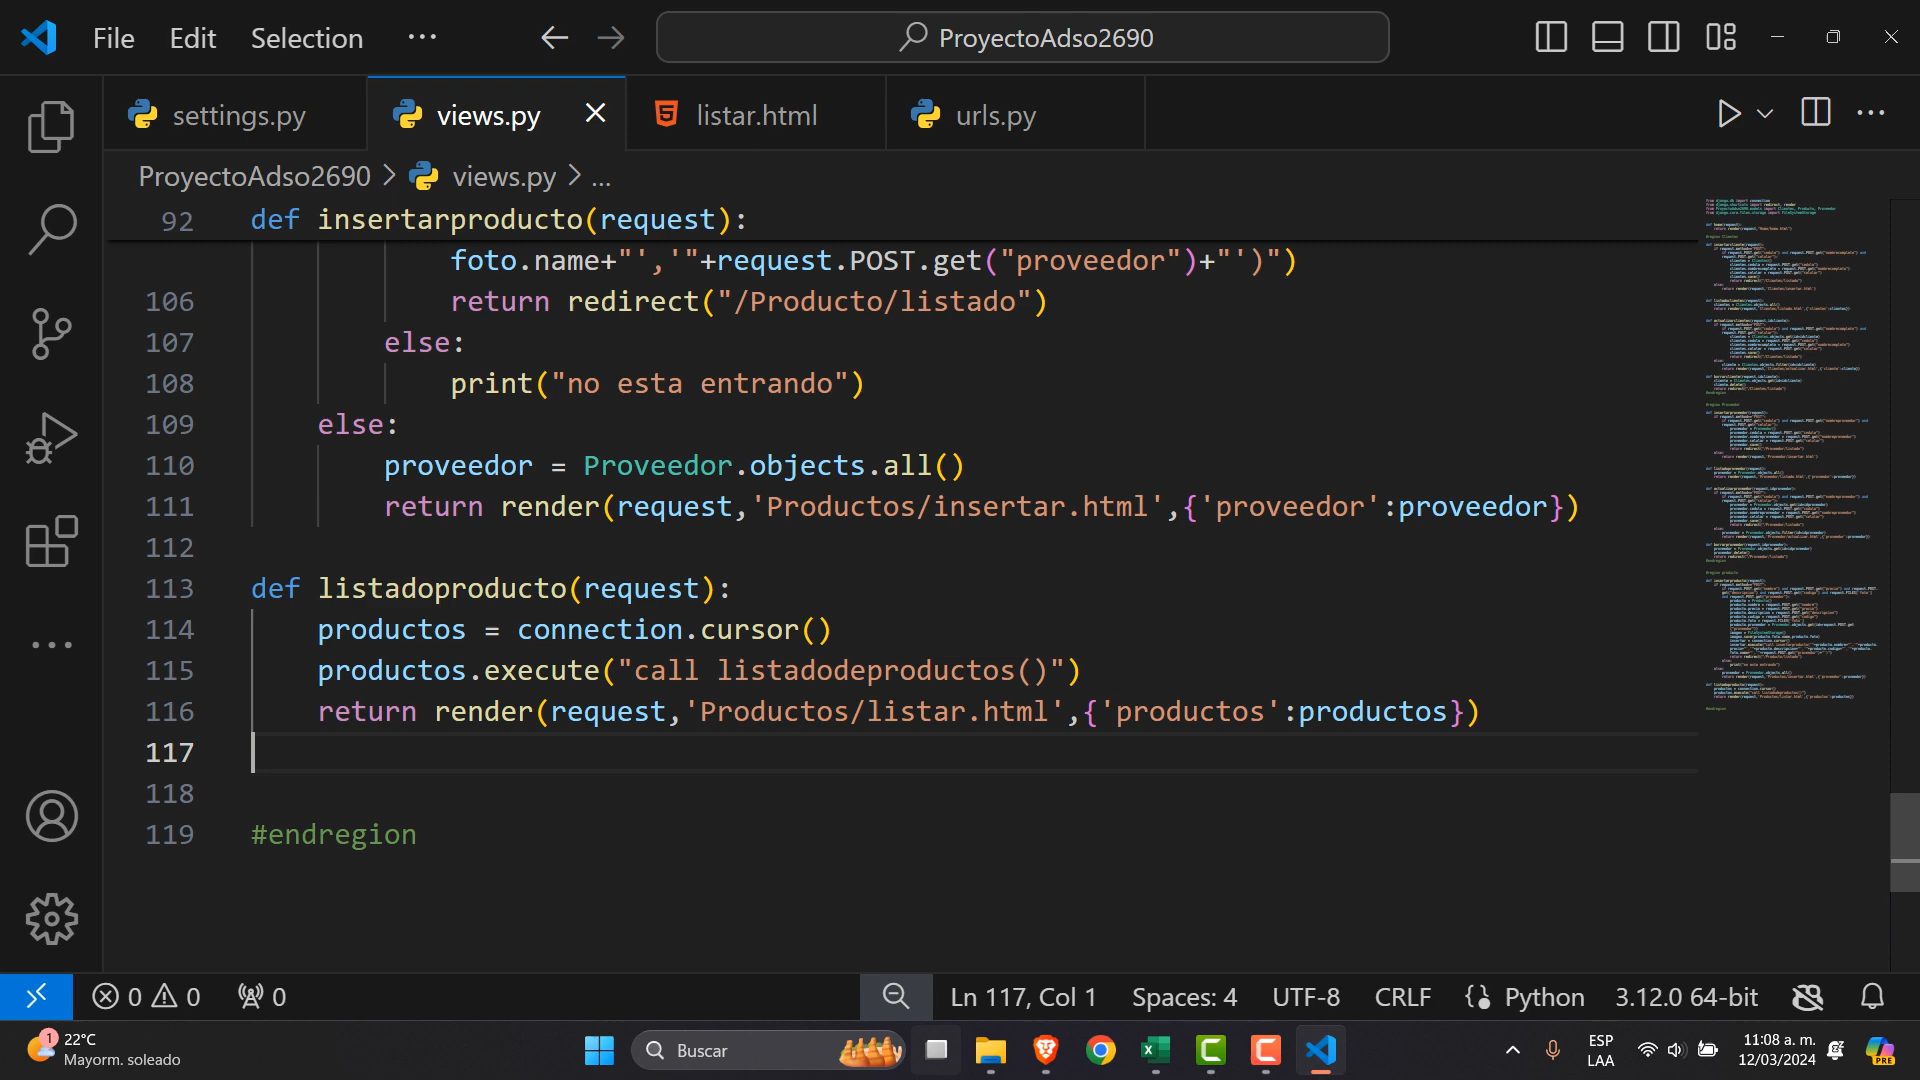 File Edit Selection ··· ProyectoAdso2690
settings.py views.py listar.html urls.py
ProyectoAdso2690 > views.py > ...
92 def insertarproducto(request):
foto.name+"','"+request.POST.get("proveedor")+"')")
106 return redirect("/Producto/listado")
107 else:
108 print("no esta entrando")
109 else:
110 proveedor = Proveedor.objects.all()
111 return render(request,'Productos/insertar.html',{'proveedor':proveedor})
112
113 def listadoproducto(request):
114 productos = connection.cursor()
115 productos.execute("call listadodeproductos()")
116 return render(request,'Productos/listar.html',{'productos':productos})
117
118
119 #endregion
0 0 0 Ln 117, Col 1 Spaces: 4 UTF-8 CRLF Python 3.12.0 64-bit
1 22°C
Mayorm. soleado
Buscar
ESP
LAA
11:08 a. m.
12/03/2024
PRE